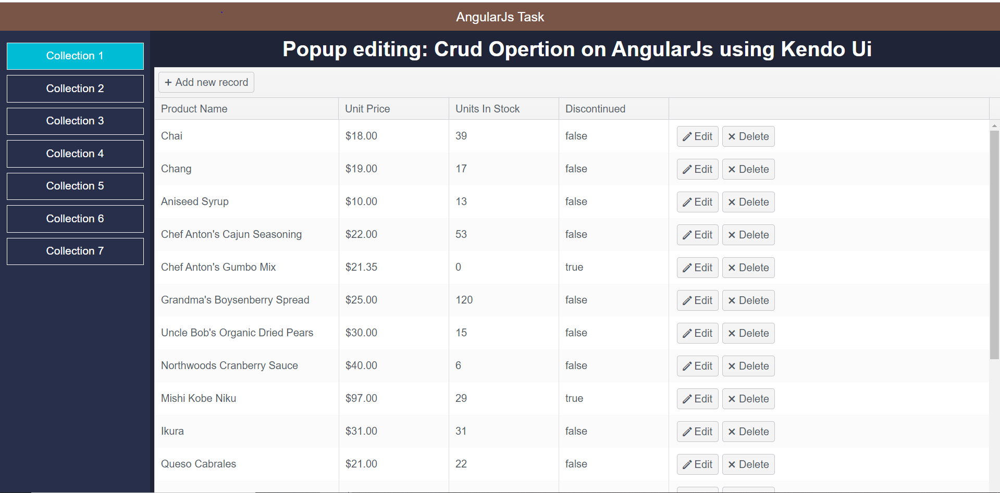 AngularJs Task
Collection 1
Collection 2
Collection 3
Collection 4
Collection 5
Collection 6
Collection 7
Popup editing: Crud Opertion on AngularJs using Kendo Ui
+ Add new record
Product Name Unit Price Units In Stock Discontinued
Chai $18.00 39 false Edit × Delete
Chang $19.00 17 false Edit × Delete
Aniseed Syrup $10.00 13 false Edit × Delete
Chef Anton's Cajun Seasoning $22.00 53 false Edit × Delete
Chef Anton's Gumbo Mix $21.35 0 true Edit × Delete
Grandma's Boysenberry Spread $25.00 120 false Edit × Delete
Uncle Bob's Organic Dried Pears $30.00 15 false Edit × Delete
Northwoods Cranberry Sauce $40.00 6 false Edit × Delete
Mishi Kobe Niku $97.00 29 true Edit × Delete
Ikura $31.00 31 false Edit × Delete
Queso Cabrales $21.00 22 false Edit × Delete